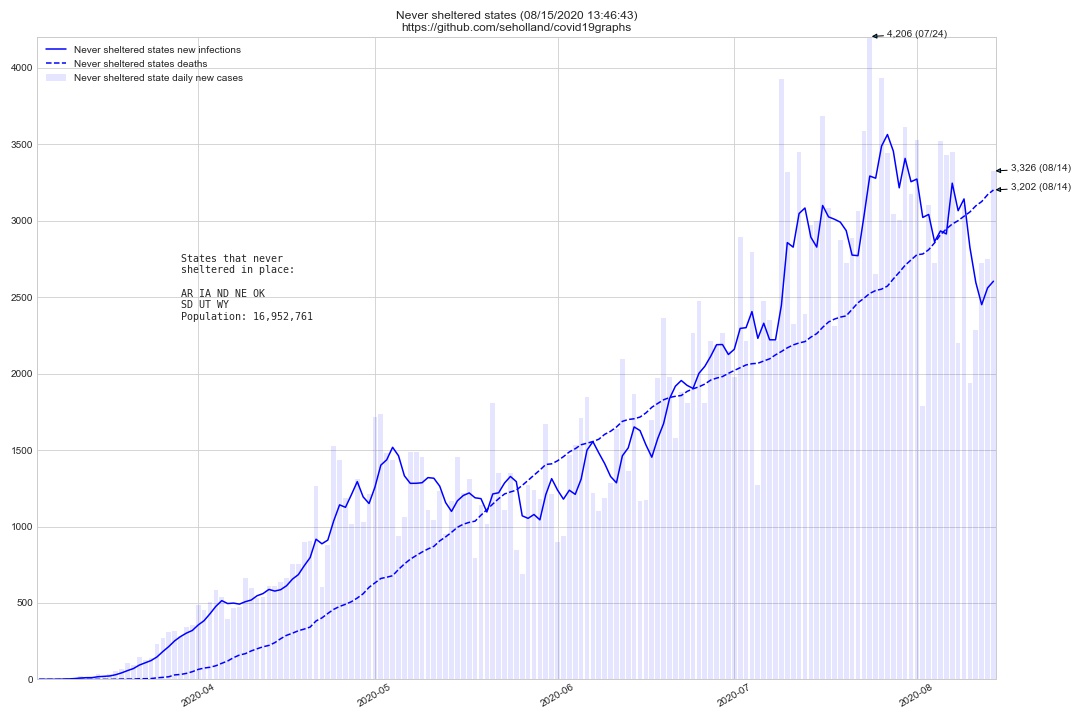 Never sheltered states (08/15/2020 13:46:43)
https://github.com/seholland/covid19graphs
4,206 (07/24)
Never sheltered states new infections
Never sheltered states deaths
Never sheltered state daily new cases
4000
3500
3,326 (08/14)
3,202 (08/14)
3000
States that never
sheltered in place:
AR IA ND NE OK
SD UT WY
Population: 16,952,761
2500
2000
1500
1000
500
0
2020-04
2020-05
2020-06
2020-07
2020-08